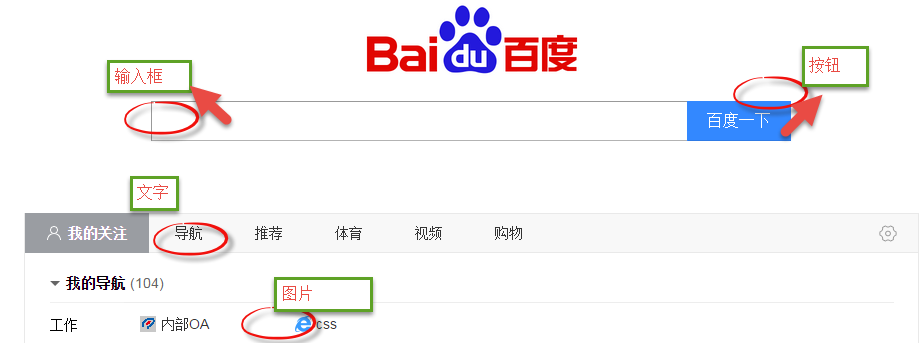 Baidu百度
输入框
按钮
百度一下
文字
我的关注 导航 推荐 体育 视频 购物
我的导航 (104)
图片
工作 内部OA css